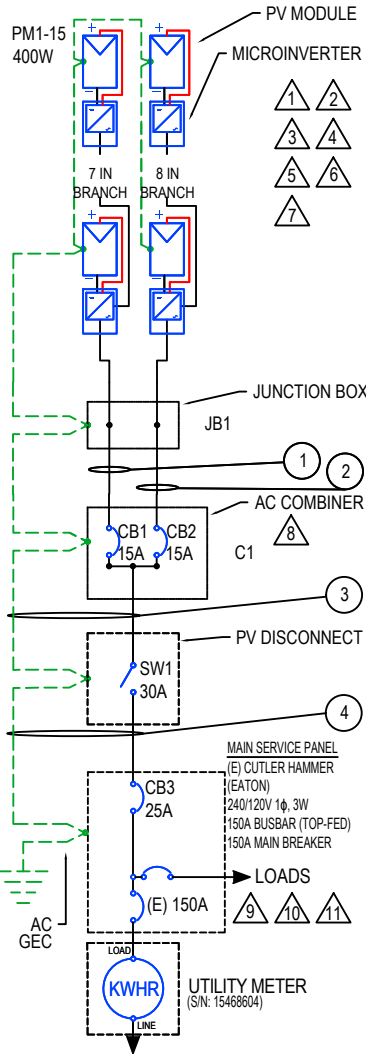 PM1-15
400W
PV MODULE
MICROINVERTER
+
+
−
−
1
2
3
4
5
6
7
7 IN
BRANCH
8 IN
BRANCH
+
+
−
−
JUNCTION BOX
JB1
1
2
AC COMBINER
8
CB1
15A
CB2
15A
C1
3
PV DISCONNECT
SW1
30A
4
MAIN SERVICE PANEL
(E) CUTLER HAMMER
(EATON)
240/120V 1ϕ, 3W
150A BUSBAR (TOP-FED)
150A MAIN BREAKER
CB3
25A
LOADS
(E) 150A
9
10
11
AC
GEC
LOAD
KWHR
LINE
UTILITY METER
(S/N: 15468604)